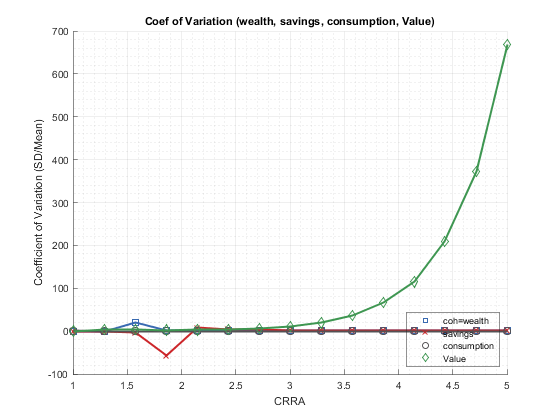 Coef of Variation (wealth, savings, consumption, Value)
700
600
500
400
300
200
100
0
-100
Coefficient of Variation (SD/Mean)
1
1.5
2
2.5
3
3.5
4
4.5
5
CRRA
coh=wealth
savings
consumption
Value